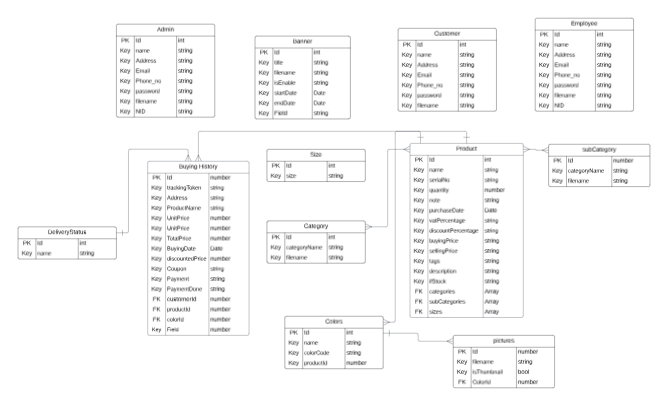 Admin
PK Id int
Key name string
Key Address string
Key Email string
Key Phone_no string
Key password string
Key filename string
Key NID string
Banner
PK Id int
Key title string
Key filename string
Key isEnable string
Key startDate Date
Key endDate Date
Key Field string
Customer
PK Id int
Key name string
Key Address string
Key Email string
Key Phone_no string
Key password string
Key filename string
Employee
PK Id int
Key name string
Key Address string
Key Email string
Key Phone_no string
Key password string
Key filename string
Key NID string
Buying History
PK Id number
Key trackingToken string
Key Address string
Key ProductName string
Key UnitPrice number
Key UnitPrice number
Key TotalPrice number
Key BuyingDate Date
Key discountedPrice number
Key Coupon string
Key Payment string
Key PaymentDone string
FK customerId number
FK productId number
FK colorId number
Key Field number
Size
PK Id int
Key size string
Product
PK Id int
Key name string
Key serialNo string
Key quantity number
Key note string
Key purchaseDate Date
Key vatPercentage string
Key discountPercentage string
Key buyingPrice string
Key sellingPrice string
Key tags string
Key description string
Key ifStock string
FK categories Array
FK subCategories Array
FK sizes Array
subCategory
PK Id number
Key categoryName string
Key filename string
DeliveryStatus
PK Id int
Key name string
Category
PK Id int
Key categoryName string
Key filename string
Colors
PK Id int
Key name string
Key colorCode string
Key productId number
pictures
PK Id number
Key filename string
Key isThumbnail bool
FK ColorId number